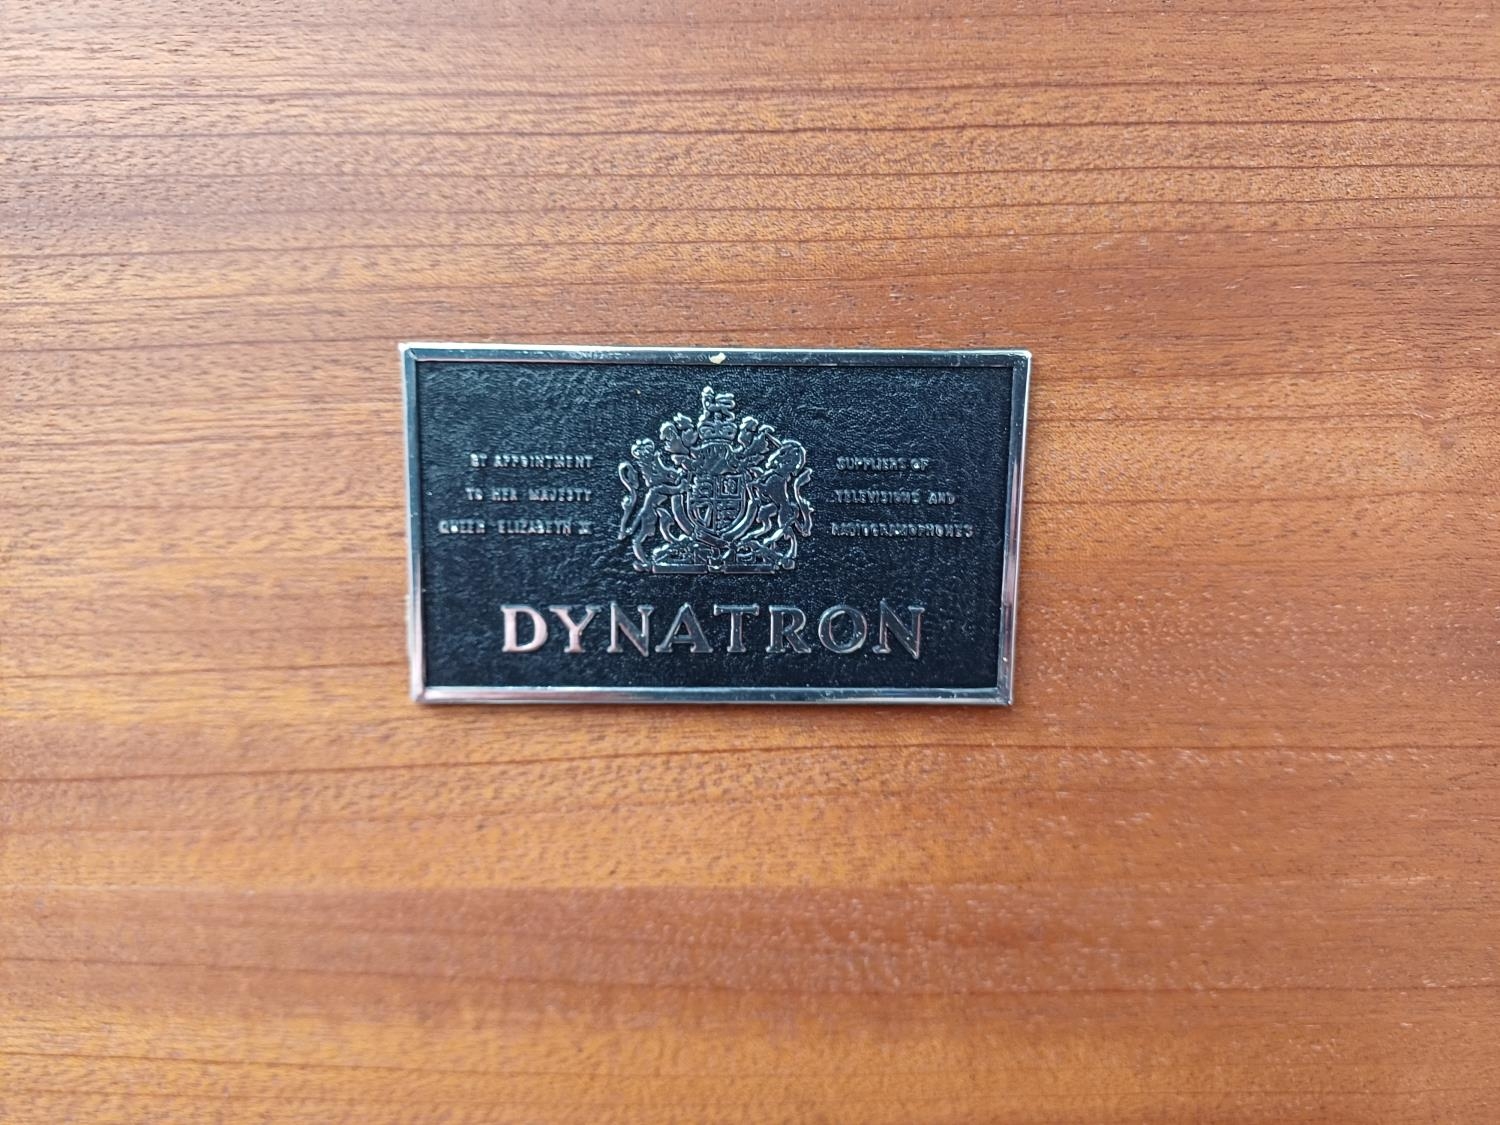 BY APPOINTMENT
TO HER MAJESTY
QUEEN ELIZABETH II
SUPPLIERS OF
TELEVISIONS AND
RADIOGRAMOPHONES
DYNATRON